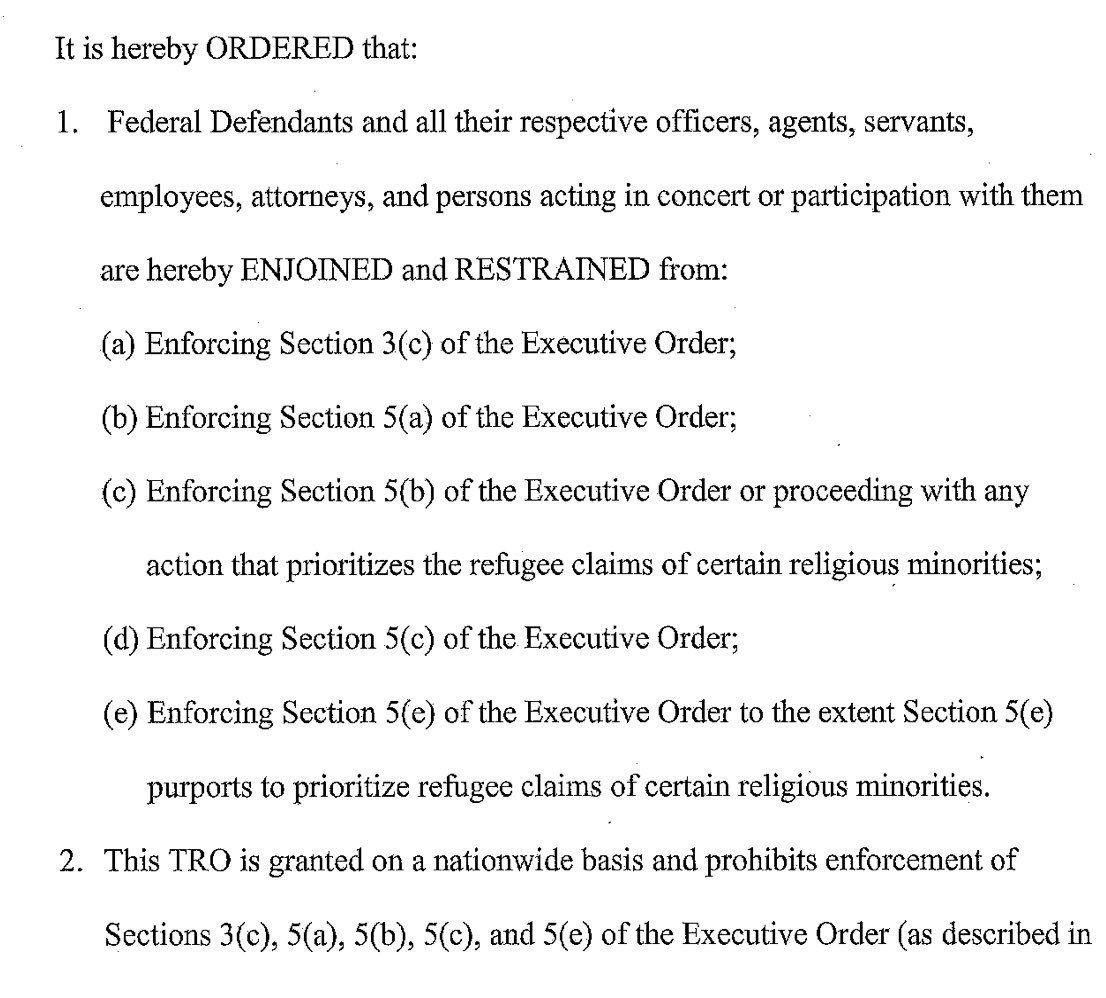 It is hereby ORDERED that:
1. Federal Defendants and all their respective officers, agents, servants,
employees, attorneys, and persons acting in concert or participation with them
are hereby ENJOINED and RESTRAINED from:
(a) Enforcing Section 3(c) of the Executive Order;
(b) Enforcing Section 5(a) of the Executive Order;
(c) Enforcing Section 5(b) of the Executive Order or proceeding with any
action that prioritizes the refugee claims of certain religious minorities;
(d) Enforcing Section 5(c) of the Executive Order;
(e) Enforcing Section 5(e) of the Executive Order to the extent Section 5(e)
purports to prioritize refugee claims of certain religious minorities.
2. This TRO is granted on a nationwide basis and prohibits enforcement of
Sections 3(c), 5(a), 5(b), 5(c), and 5(e) of the Executive Order (as described in